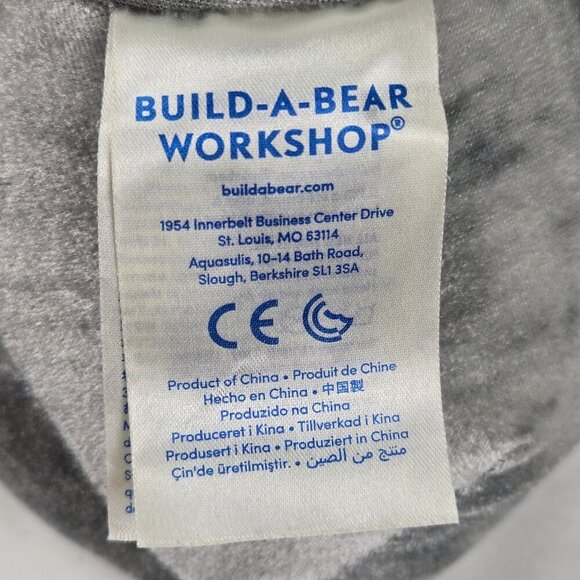 BUILD-A-BEAR
WORKSHOP®
buildabear.com
1954 Innerbelt Business Center Drive
St. Louis, MO 63114
Aquasulis, 10-14 Bath Road,
Slough, Berkshire SL1 3SA
CE
Product of China • Produit de Chine
Hecho en China • 中国製
Produzido na China
Produceret i Kina • Tillverkad i Kina
Produsert i Kina • Produziert in China
Çin'de üretilmiştir. • منتج من الصين